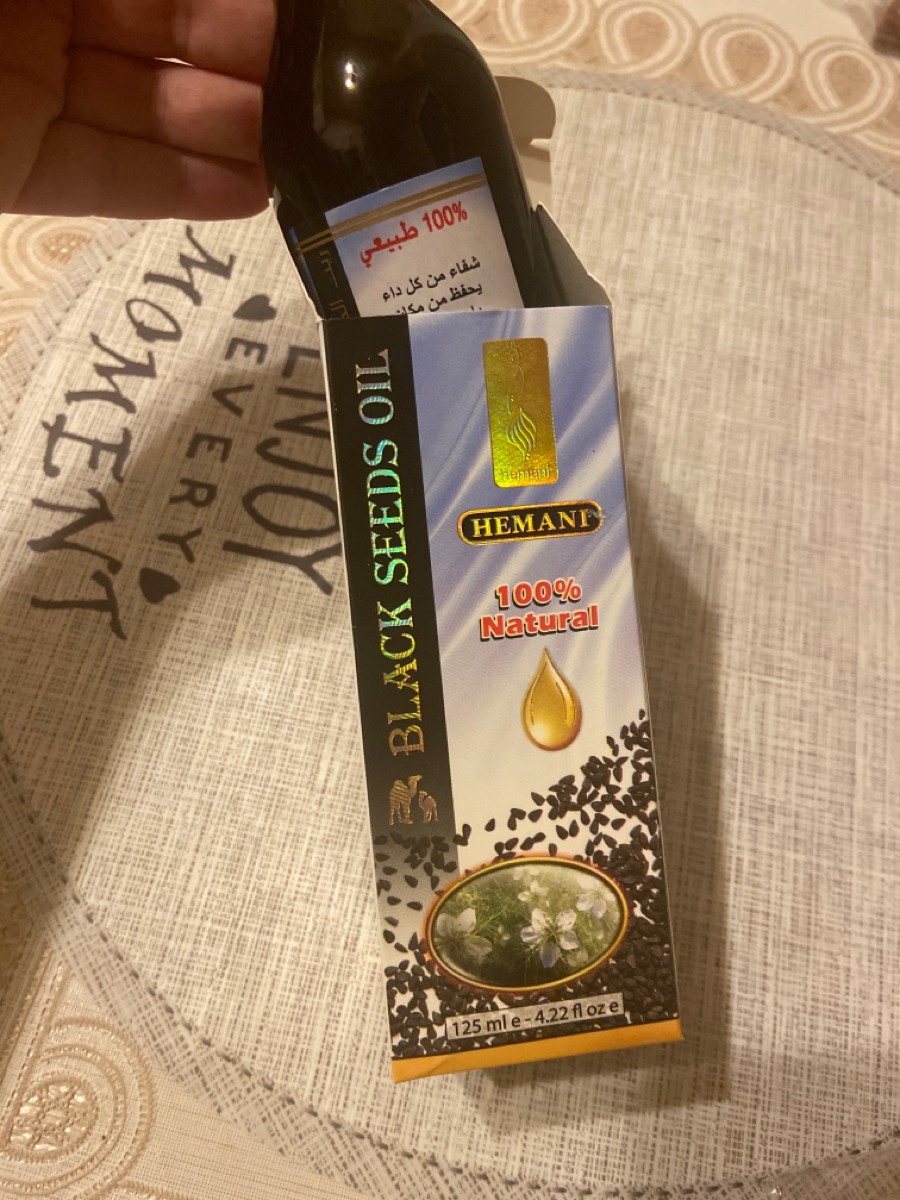 100% طبيعي
شفاء من كل داء
يحفظ من مكان
BLACK SEEDS OIL
hemani
HEMANI
100%
Natural
125 ml e - 4.22 fl oz e
ENJOY
EVERY
MOMENT